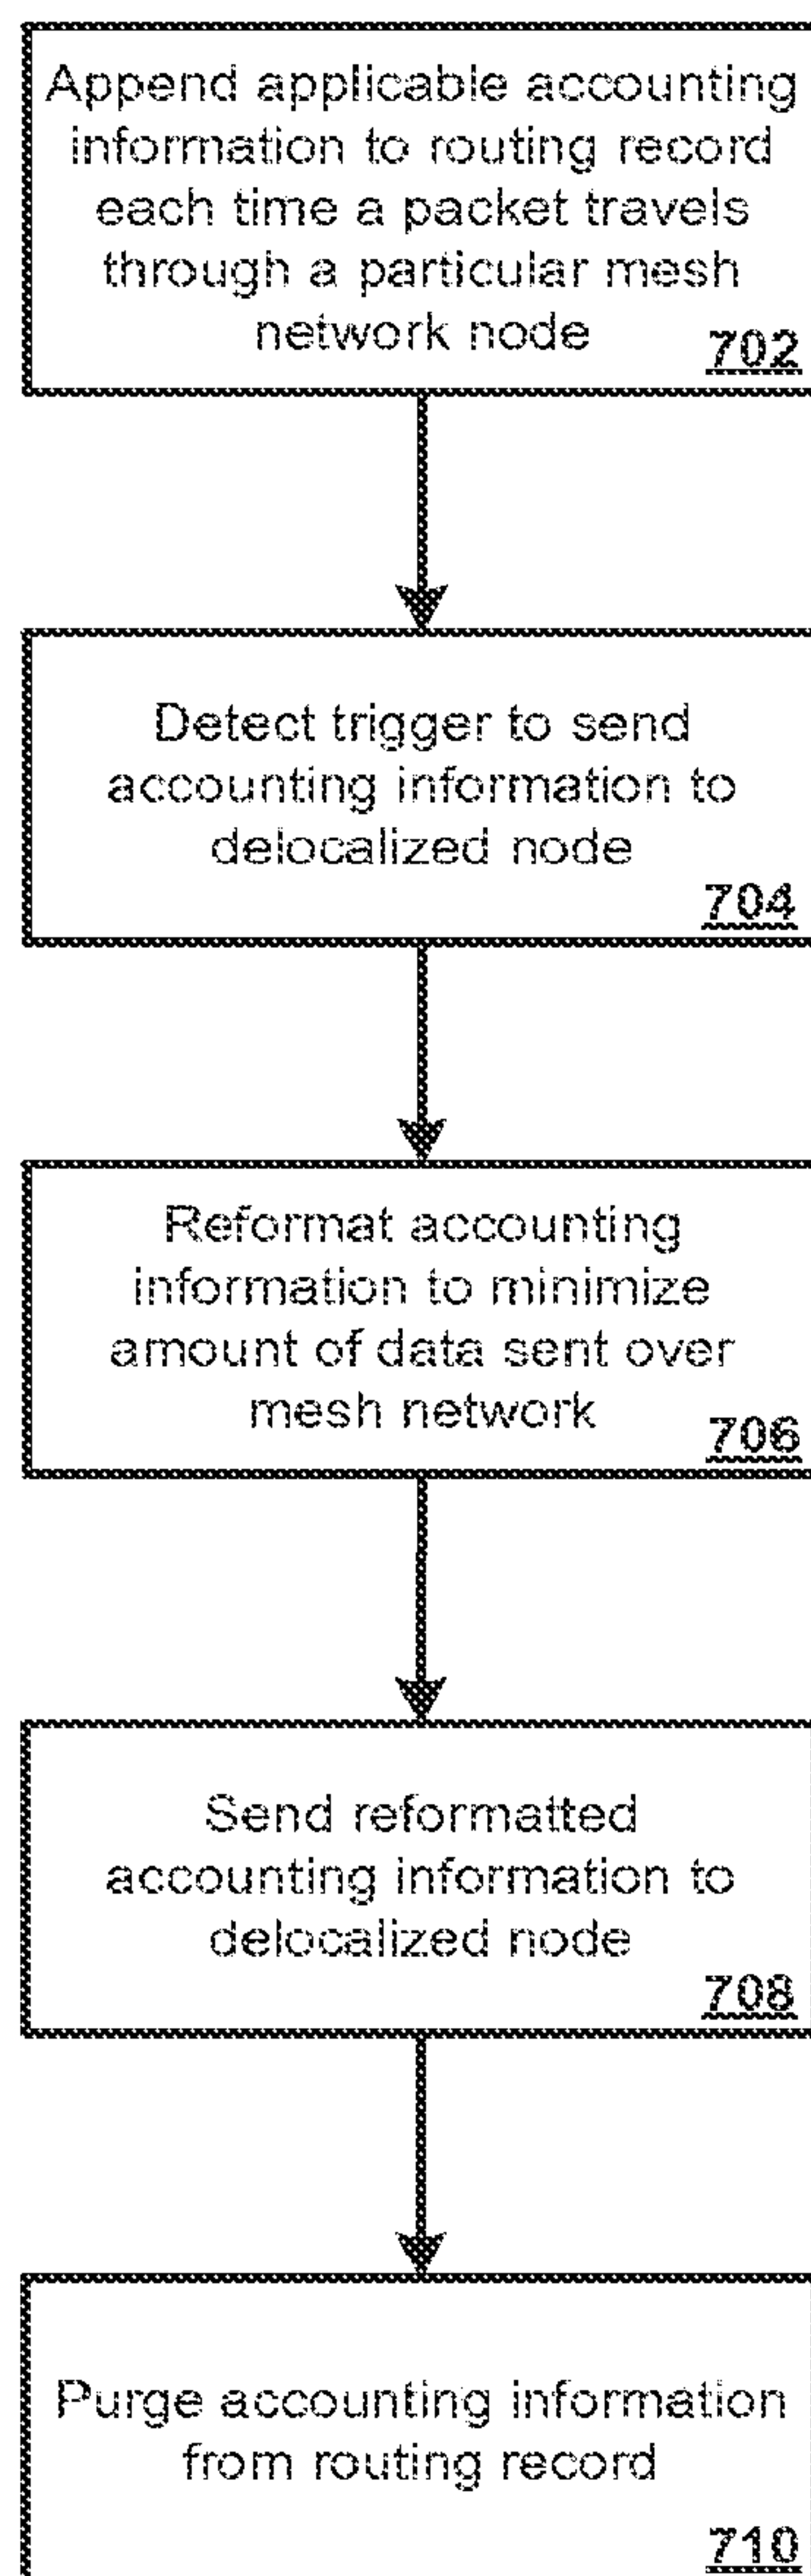 Append applicable accounting
information to routing record
each time a packet travels
through a particular mesh
network node
702
Detect trigger to send
accounting information to
delocalized node
704
Reformat accounting
information to minimize
amount of data sent over
mesh network
706
Send reformatted
accounting information to
delocalized node
708
Purge accounting information
from routing record
710